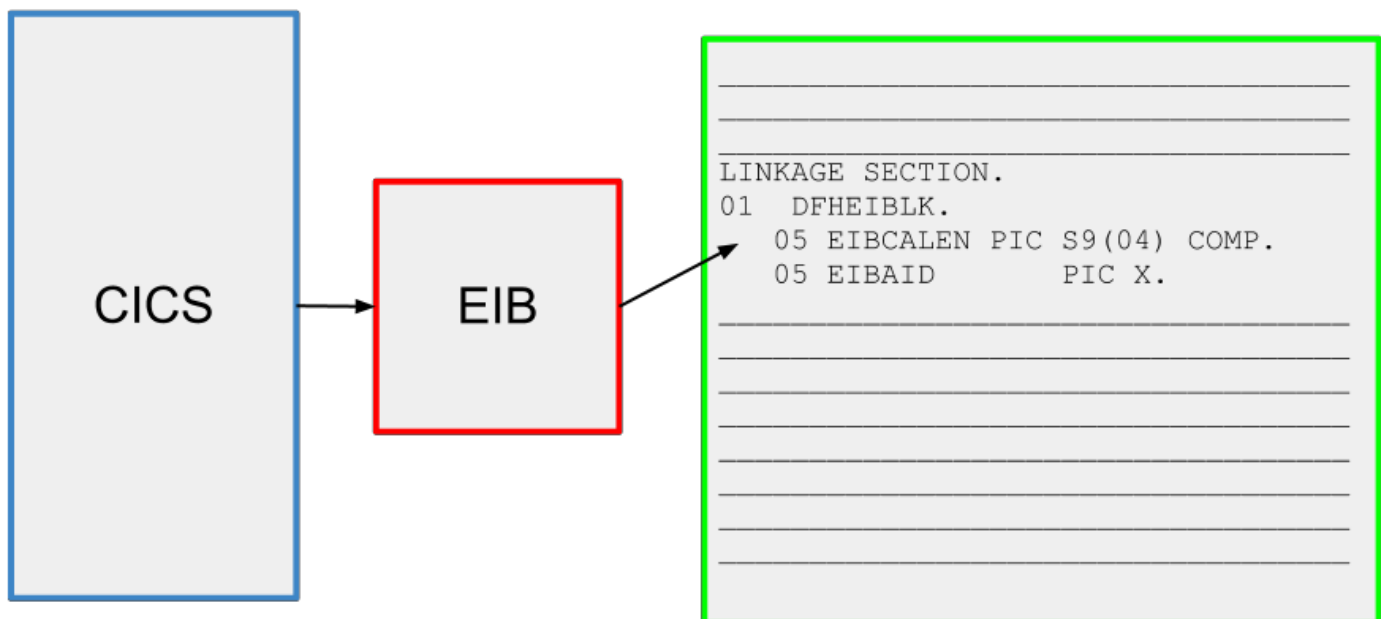 CICS
EIB
LINKAGE SECTION.
01  DFHEIBLK.
05 EIBCALEN PIC S9(04) COMP.
05 EIBAID      PIC X.